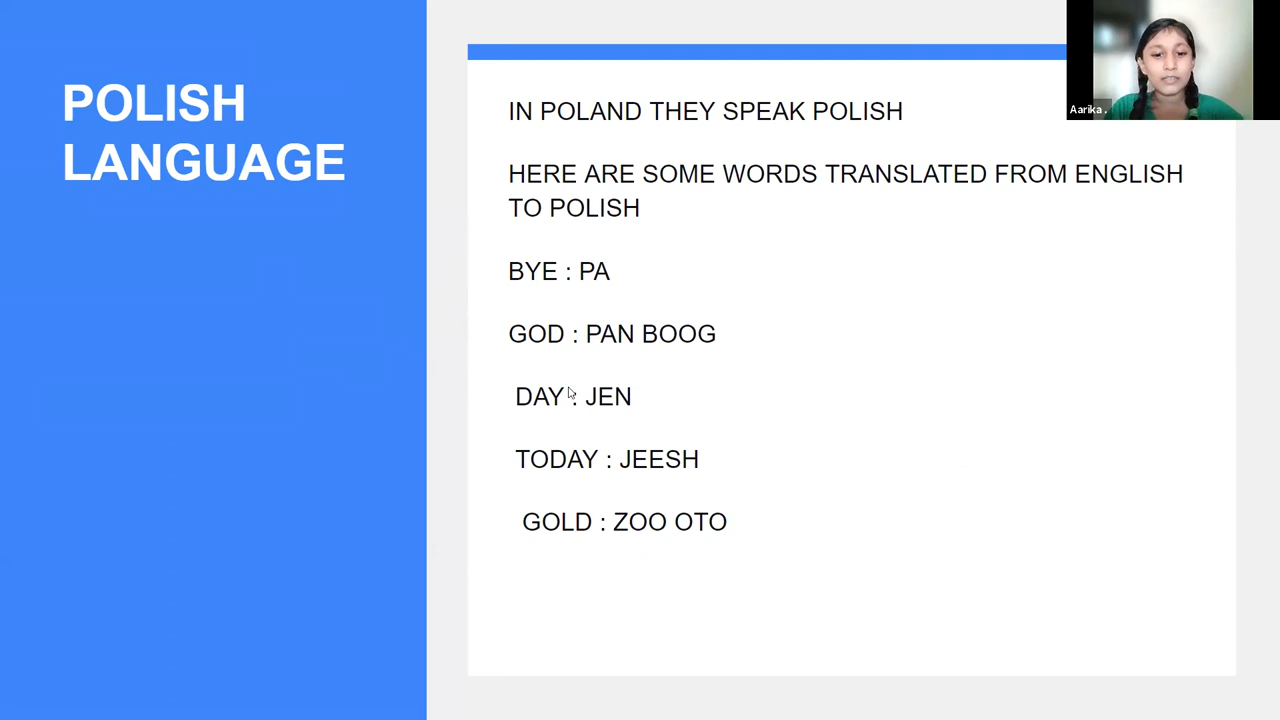 POLISH
LANGUAGE
IN POLAND THEY SPEAK POLISH
HERE ARE SOME WORDS TRANSLATED FROM ENGLISH
TO POLISH
BYE : PA
GOD : PAN BOOG
DAY : JEN
TODAY : JEESH
GOLD : ZOO OTO
Aarika .